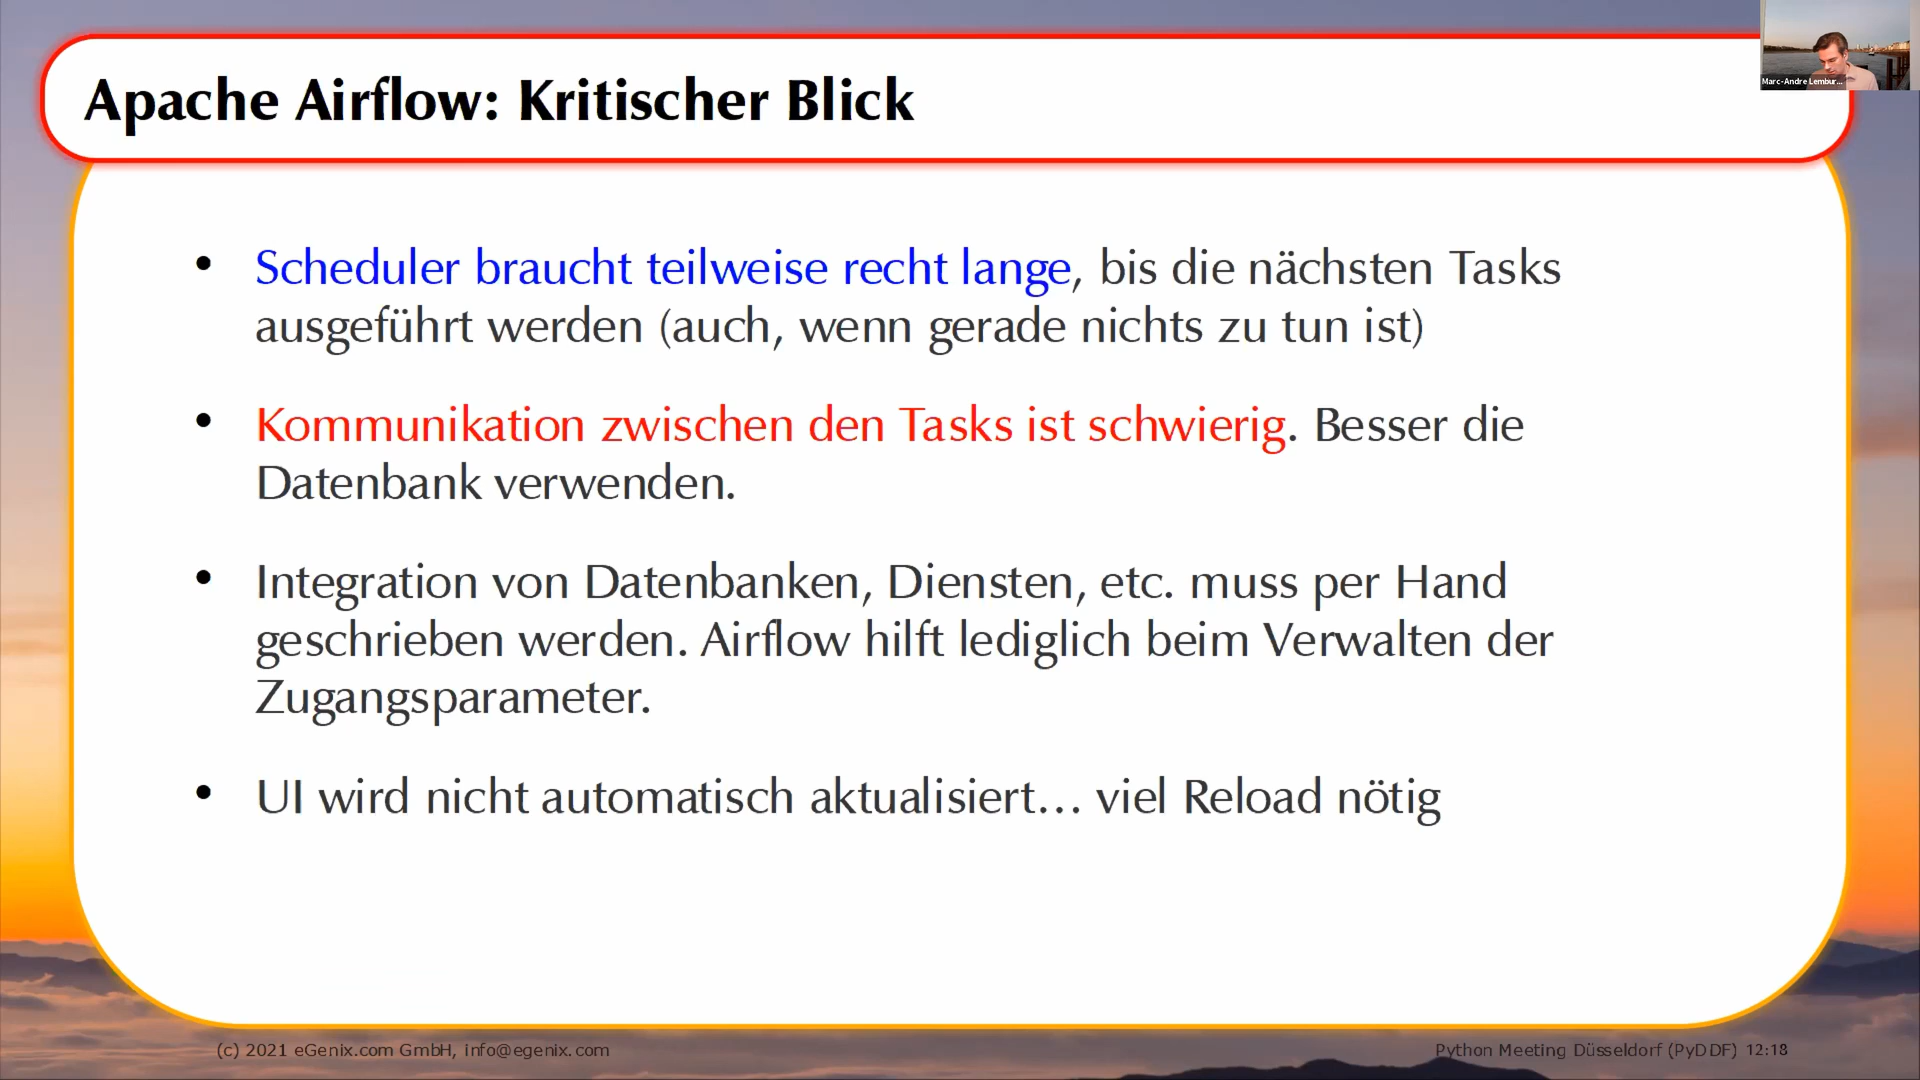 Apache Airflow: Kritischer Blick
Marc-Andre Lembur...
• Scheduler braucht teilweise recht lange, bis die nächsten Tasks
ausgeführt werden (auch, wenn gerade nichts zu tun ist)
• Kommunikation zwischen den Tasks ist schwierig. Besser die
Datenbank verwenden.
• Integration von Datenbanken, Diensten, etc. muss per Hand
geschrieben werden. Airflow hilft lediglich beim Verwalten der
Zugangsparameter.
• UI wird nicht automatisch aktualisiert… viel Reload nötig
(c) 2021 eGenix.com GmbH, info@egenix.com
Python Meeting Düsseldorf (PyDDF) 12:18